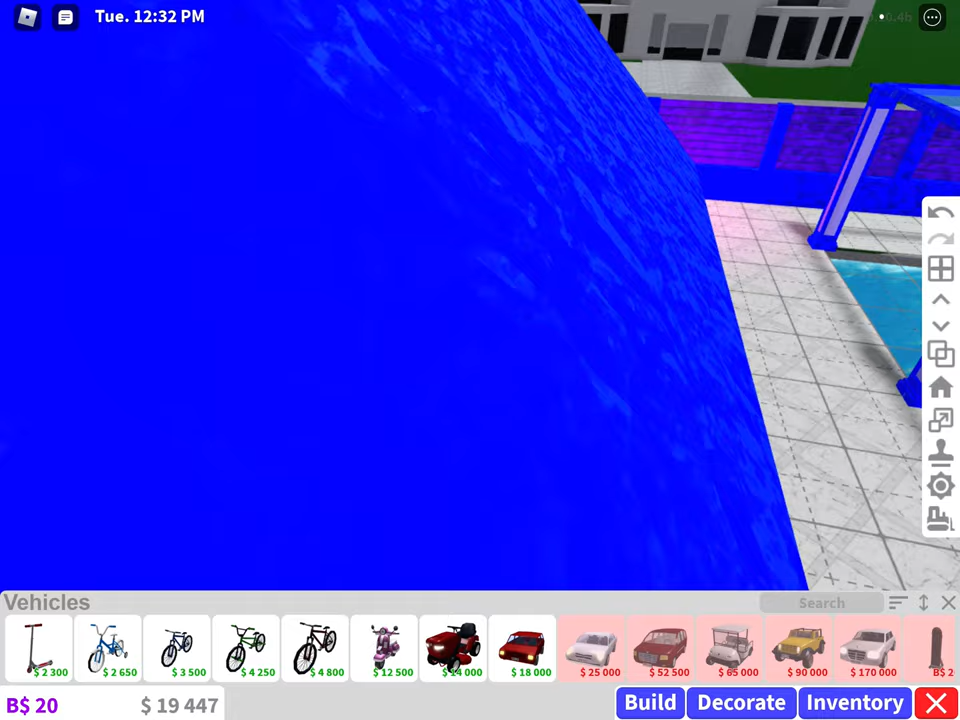 Tue. 12:32 PM
Vehicles
Search
$ 2 300
$ 2 650
$ 3 500
$ 4 250
$ 4 800
$ 12 500
$ 14 000
$ 18 000
$ 25 000
$ 52 500
$ 65 000
$ 90 000
$ 170 000
B$ 2
B$ 20
$ 19 447
Build
Decorate
Inventory